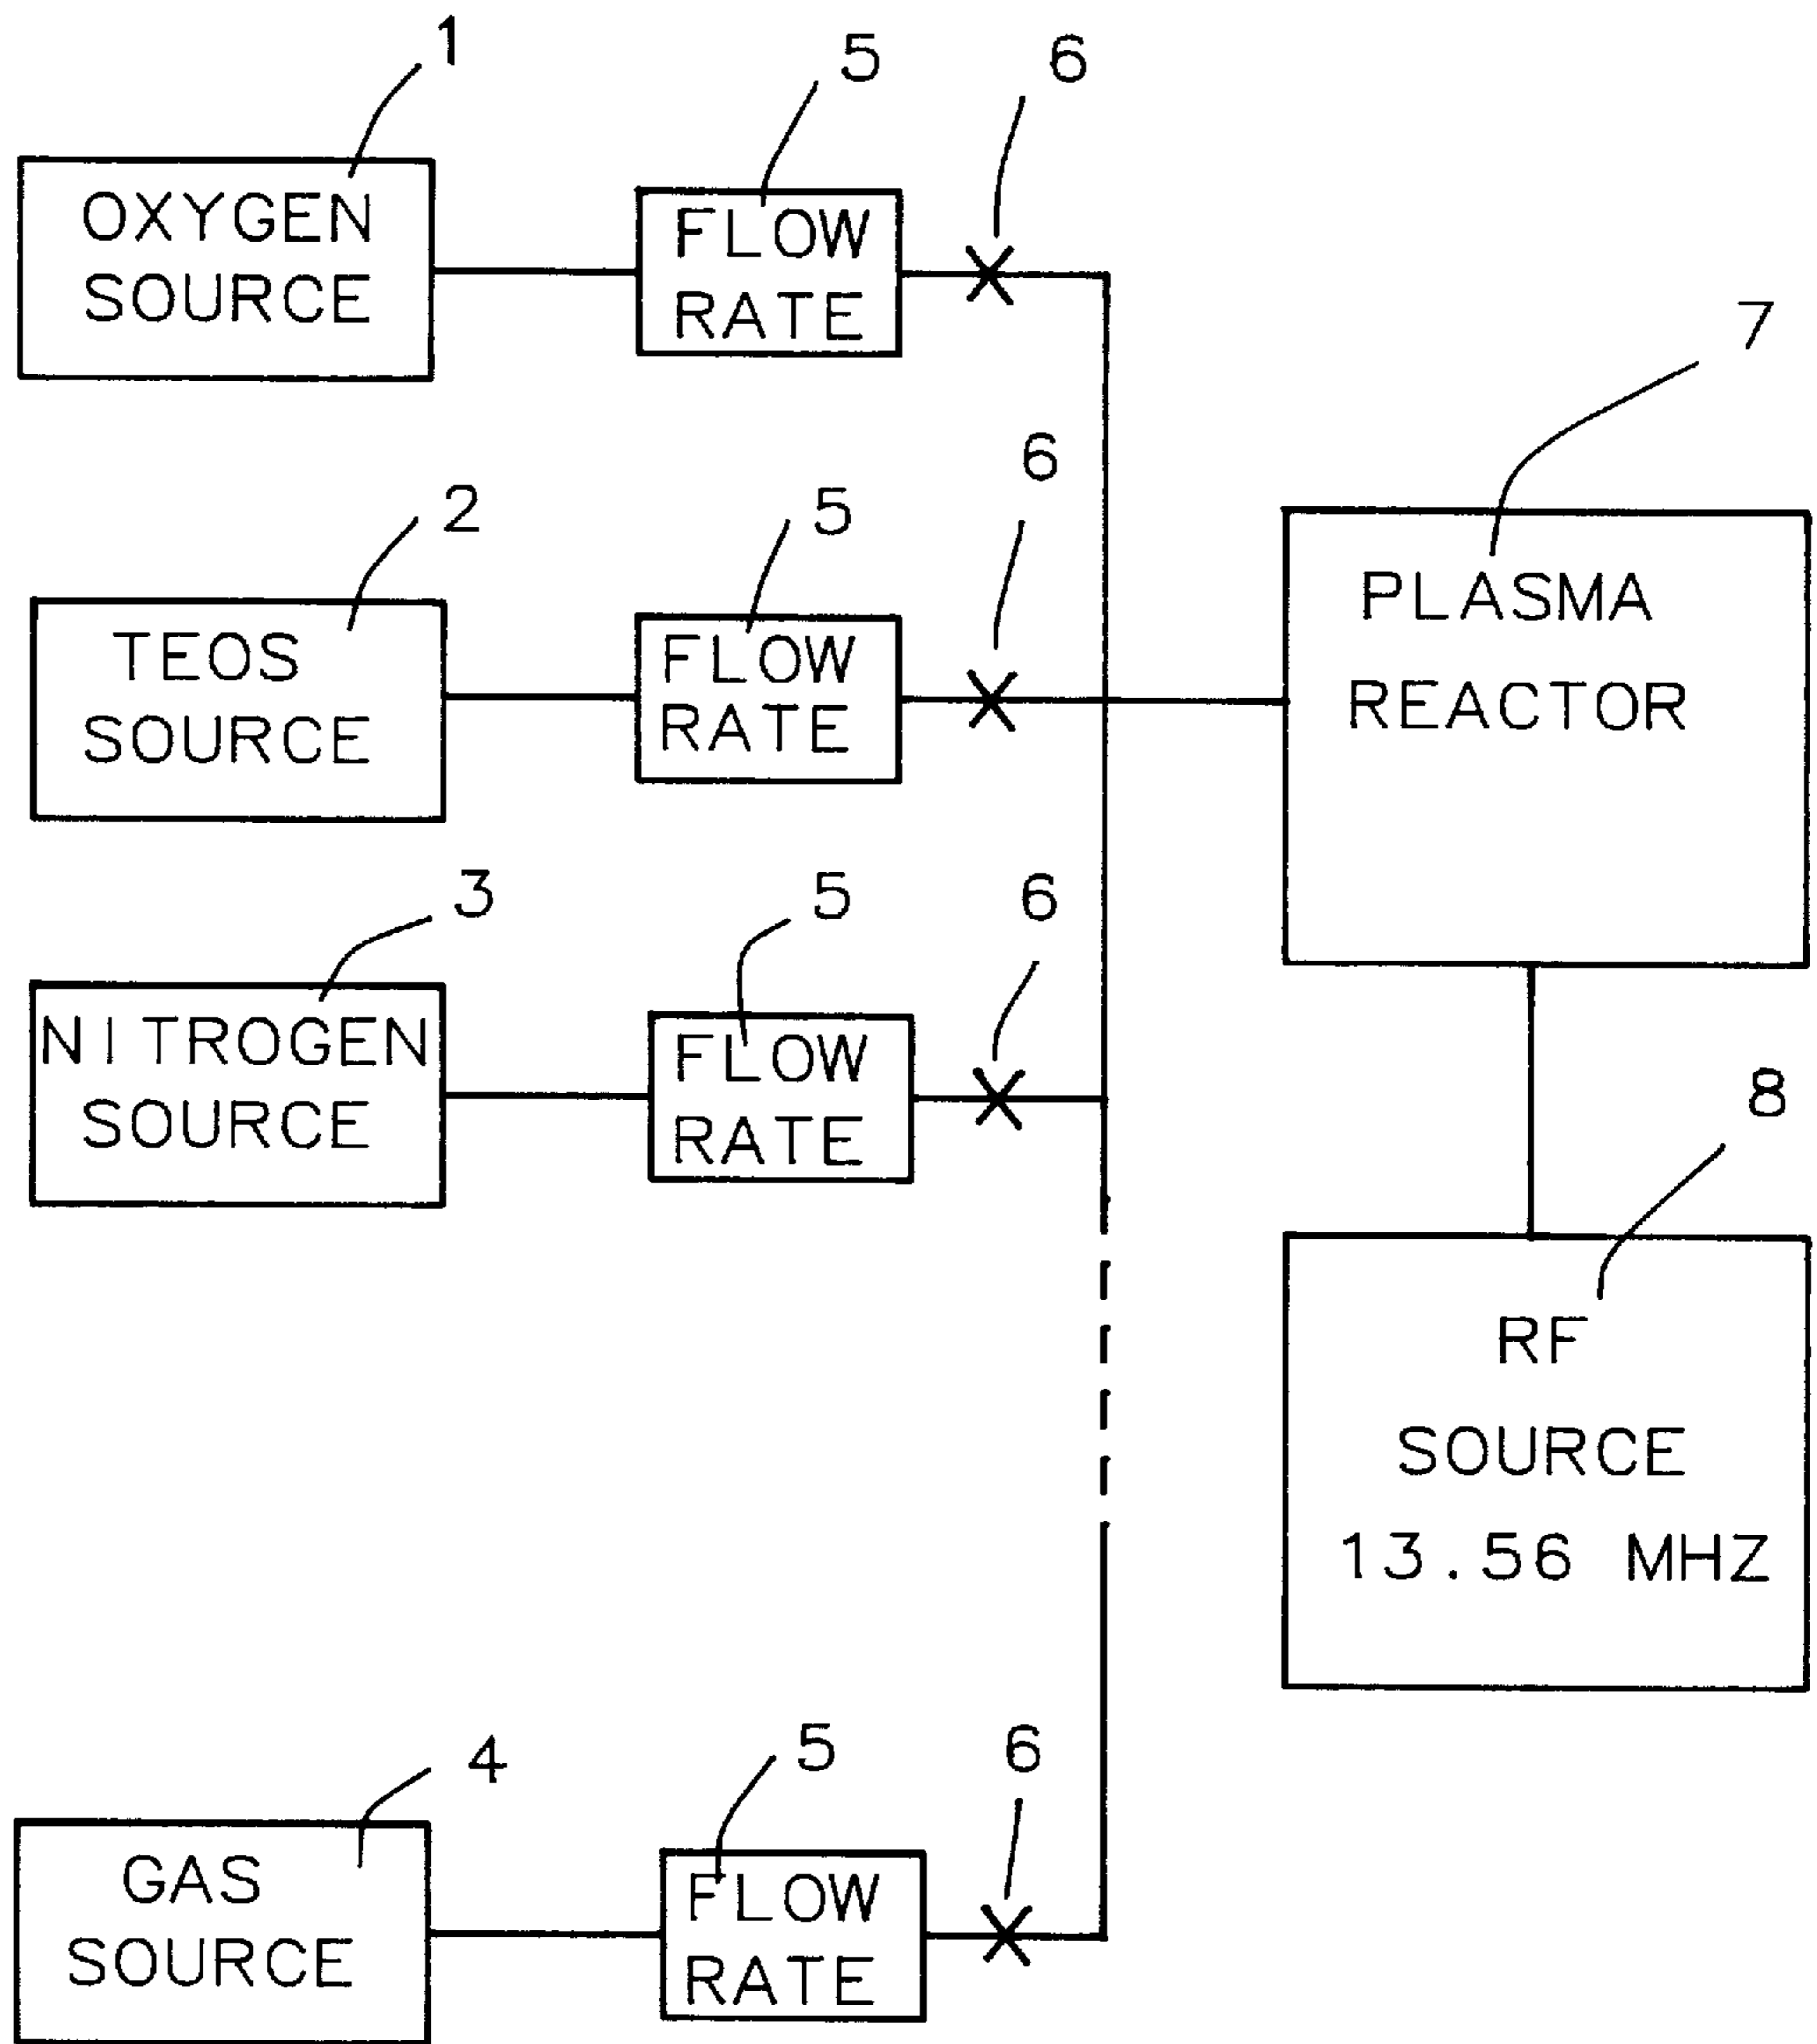 1
5
6
OXYGEN
SOURCE
FLOW
RATE
7
2
5
6
TEOS
SOURCE
FLOW
RATE
PLASMA
REACTOR
3
5
6
NITROGEN
SOURCE
FLOW
RATE
8
RF
SOURCE
13.56 MHZ
4
5
6
GAS
SOURCE
FLOW
RATE